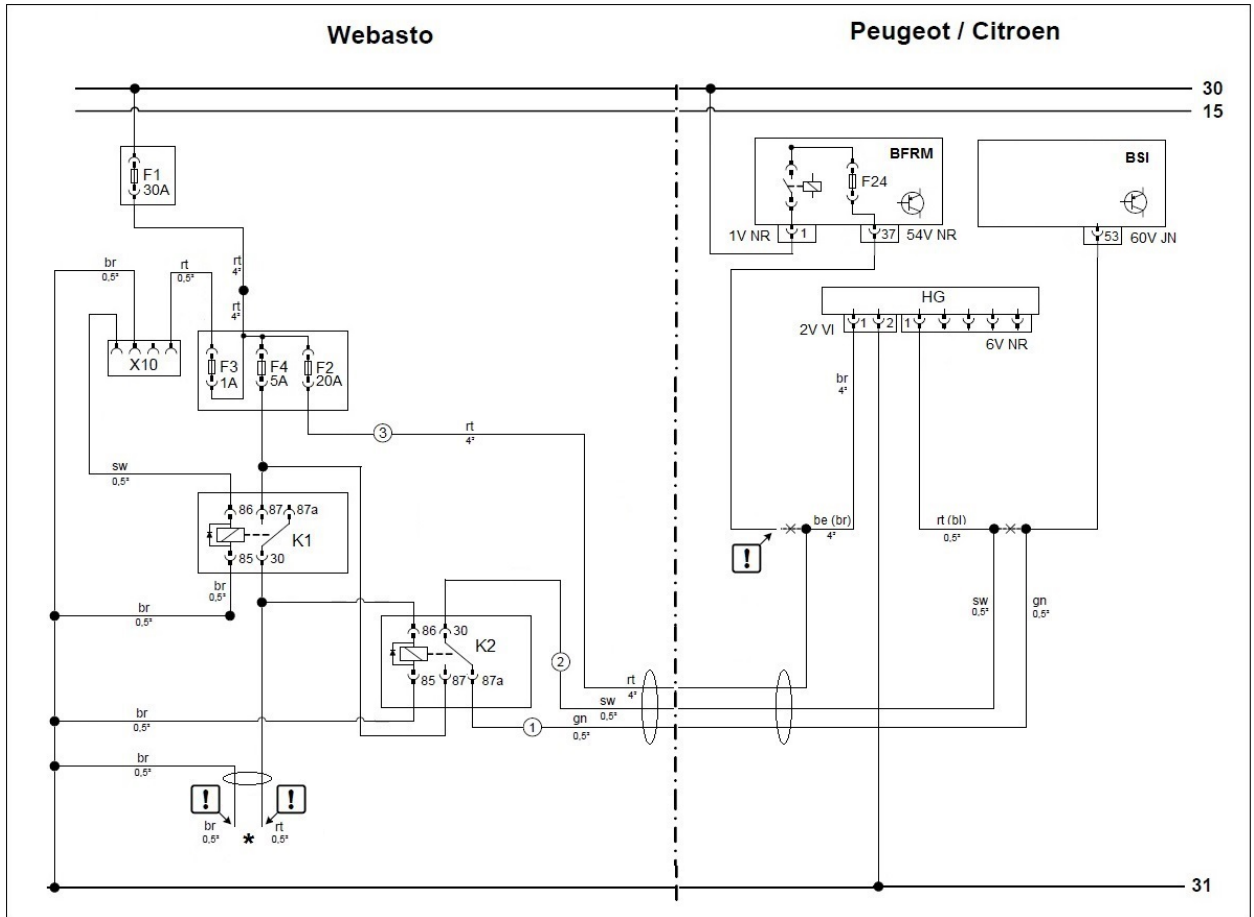 Webasto
Peugeot / Citroen
30
15
F1
30A
BFRM
F24
1V NR
1
37
54V NR
BSI
53
60V JN
br
0,5²
rt
0,5²
rt
4²
rt
4²
X10
F3
1A
F4
5A
F2
20A
HG
2V VI
1
2
1
6V NR
br
4²
3
rt
4²
sw
0,5²
86
87
87a
K1
85
30
be (br)
4²
rt (bl)
0,5²
!
br
0,5²
br
0,5²
sw
0,5²
gn
0,5²
86
30
K2
85
87
87a
2
rt
4²
sw
0,5²
br
0,5²
1
gn
0,5²
br
0,5²
!
!
br
0,5²
*
rt
0,5²
31